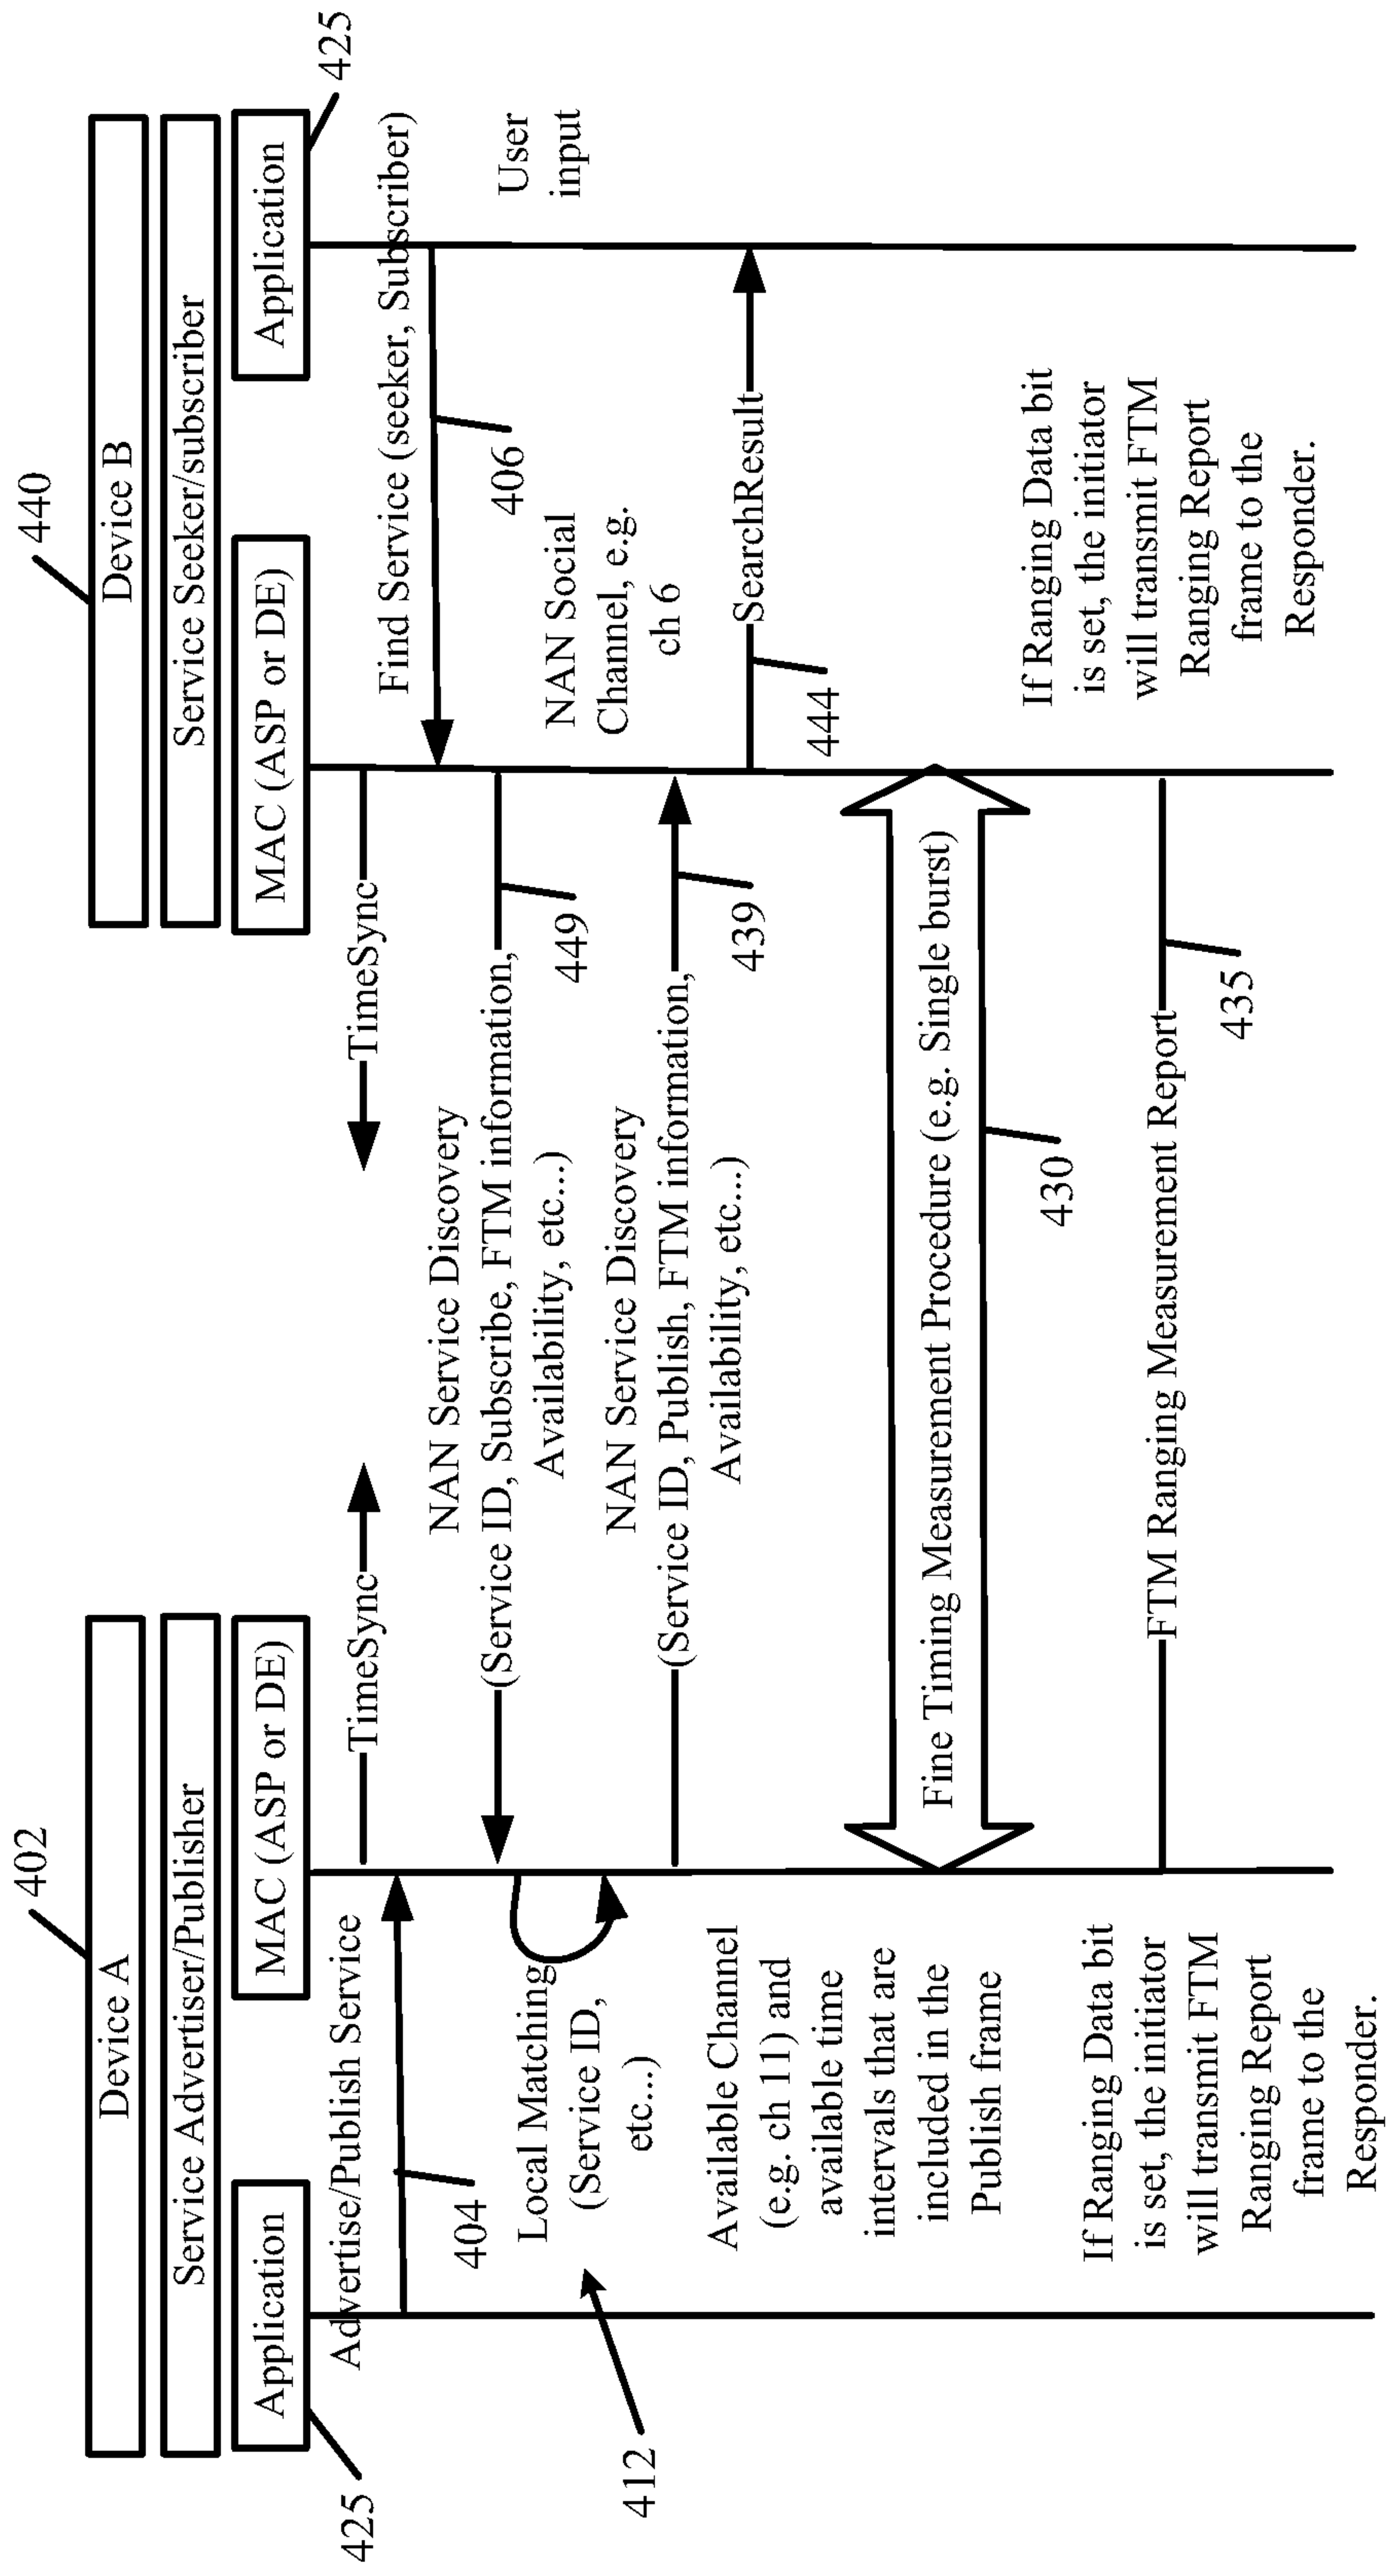 402
440
Device A
Device B
Service Advertiser/Publisher
Service Seeker/subscriber
425
Application
MAC (ASP or DE)
MAC (ASP or DE)
Application
425
Advertise/Publish Service
TimeSync
TimeSync
Find Service (seeker, Subscriber)
404
406
NAN Service Discovery
(Service ID, Subscribe, FTM information,
Availability, etc...)
449
NAN Social
Channel, e.g.
ch 6
User
input
412
Local Matching
(Service ID,
etc...)
NAN Service Discovery
(Service ID, Publish, FTM information,
Availability, etc...)
439
SearchResult
444
Available Channel
(e.g. ch 11) and
available time
intervals that are
included in the
Publish frame
Fine Timing Measurement Procedure (e.g. Single burst)
430
If Ranging Data bit
is set, the initiator
will transmit FTM
Ranging Report
frame to the
Responder.
FTM Ranging Measurement Report
435
If Ranging Data bit
is set, the initiator
will transmit FTM
Ranging Report
frame to the
Responder.